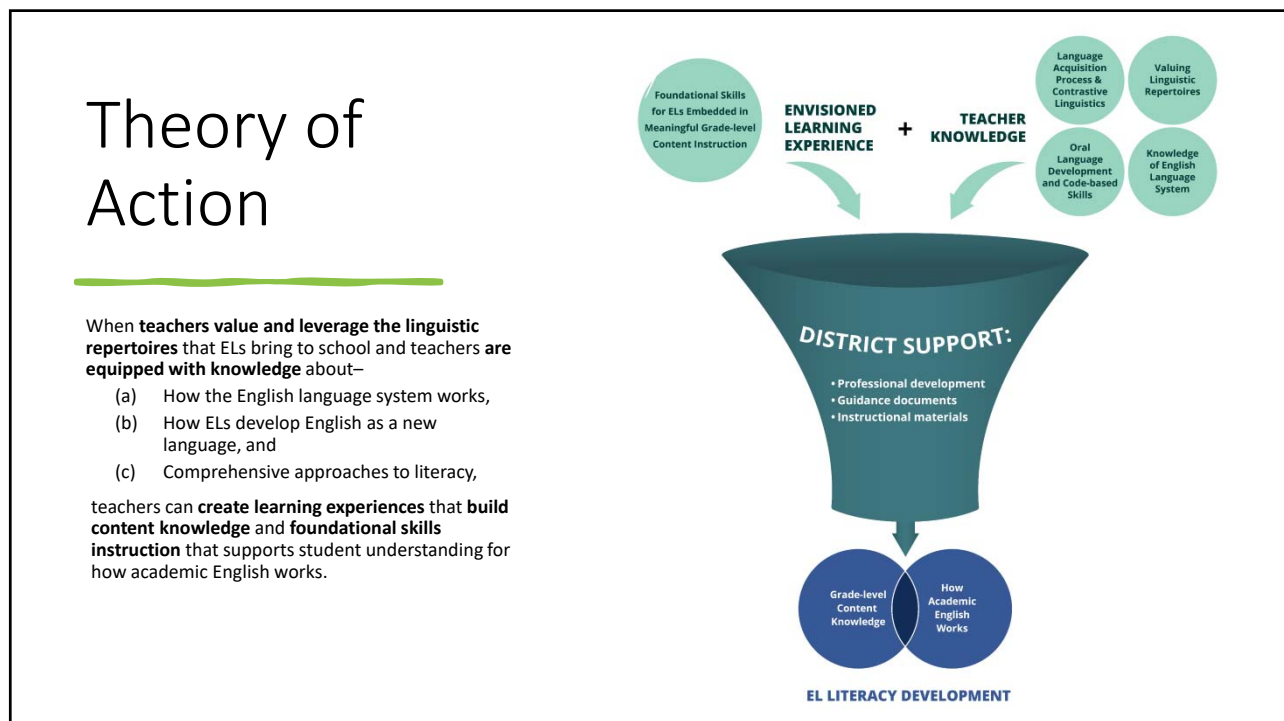 Theory of
Action
When teachers value and leverage the linguistic
repertoires that ELs bring to school and teachers are
equipped with knowledge about–
(a) How the English language system works,
(b) How ELs develop English as a new
language, and
(c) Comprehensive approaches to literacy,
teachers can create learning experiences that build
content knowledge and foundational skills
instruction that supports student understanding for
how academic English works.
Foundational Skills
for ELs Embedded in
Meaningful Grade-level
Content Instruction
ENVISIONED
LEARNING
EXPERIENCE
+
TEACHER
KNOWLEDGE
Language
Acquisition
Process &
Contrastive
Linguistics
Valuing
Linguistic
Repertoires
Oral
Language
Development
and Code-based
Skills
Knowledge
of English
Language
System
DISTRICT SUPPORT:
• Professional development
• Guidance documents
• Instructional materials
Grade-level
Content
Knowledge
How
Academic
English
Works
EL LITERACY DEVELOPMENT